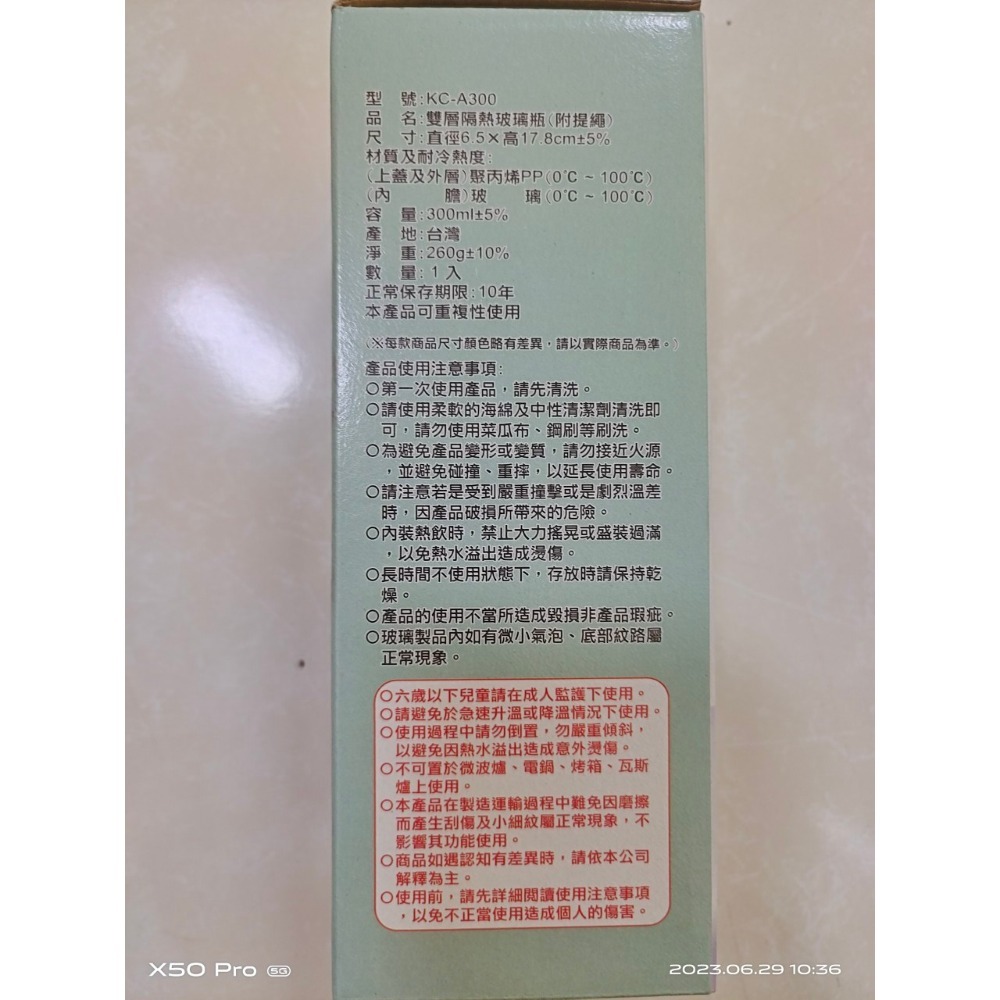 型 號:KC-A300
品 名:雙層隔熱玻璃瓶(附提繩)
尺 寸:直徑6.5×高17.8cm±5%
材質及耐冷熱度:
(上蓋及外層)聚丙烯PP(0℃ ~ 100℃)
(內 膽)玻 璃(0℃ ~ 100℃)
容 量:300ml±5%
產 地:台灣
淨 重:260g±10%
數 量:1入
正常保存期限:10年
本產品可重複性使用
(※每款商品尺寸顏色略有差異,請以實際商品為準。)
產品使用注意事項:
○第一次使用產品,請先清洗。
○請使用柔軟的海綿及中性清潔劑清洗即
可,請勿使用菜瓜布、鋼刷等刷洗。
○為避免產品變形或變質,請勿接近火源
,並避免碰撞、重摔,以延長使用壽命。
○請注意若是受到嚴重撞擊或是劇烈溫差
時,因產品破損所帶來的危險。
○內裝熱飲時,禁止大力搖晃或盛裝過滿
,以免熱水溢出造成燙傷。
○長時間不使用狀態下,存放時請保持乾
燥。
○產品的使用不當所造成毀損非產品瑕疵。
○玻璃製品內如有微小氣泡、底部紋路屬
正常現象。
○六歲以下兒童請在成人監護下使用。
○請避免於急速升溫或降溫情況下使用。
○使用過程中請勿倒置,勿嚴重傾斜,
以避免因熱水溢出造成意外燙傷。
○不可置於微波爐、電鍋、烤箱、瓦斯
爐上使用。
○本產品在製造運輸過程中難免因磨擦
而產生刮傷及小細紋屬正常現象,不
影響其功能使用。
○商品如遇認知有差異時,請依本公司
解釋為主。
○使用前,請先詳細閱讀使用注意事項
,以免不正當使用造成個人的傷害。
X50 Pro 5G
2023.06.29 10:36